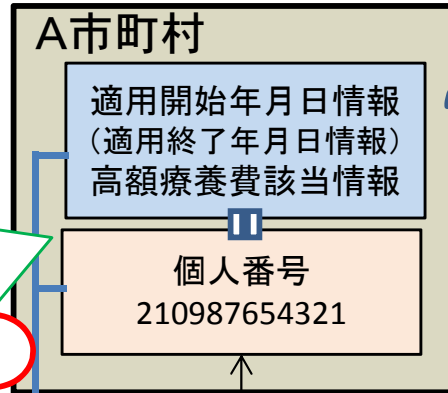 A市町村
適用開始年月日情報
（適用終了年月日情報）
高額療養費該当情報
個人番号
210987654321